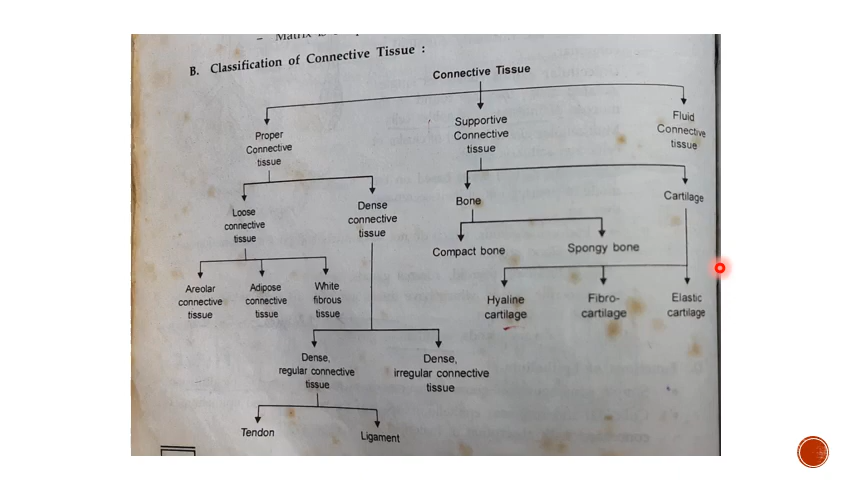 B. Classification of Connective Tissue :
Connective Tissue
Proper
Connective
tissue
Supportive
Connective
tissue
Fluid
Connective
tissue
Loose
connective
tissue
Dense
connective
tissue
Bone
Cartilage
Compact bone
Spongy bone
Areolar
connective
tissue
Adipose
connective
tissue
White
fibrous
tissue
Hyaline
cartilage
Fibro-
cartilage
Elastic
cartilage
Dense,
regular connective
tissue
Dense,
irregular connective
tissue
Tendon
Ligament